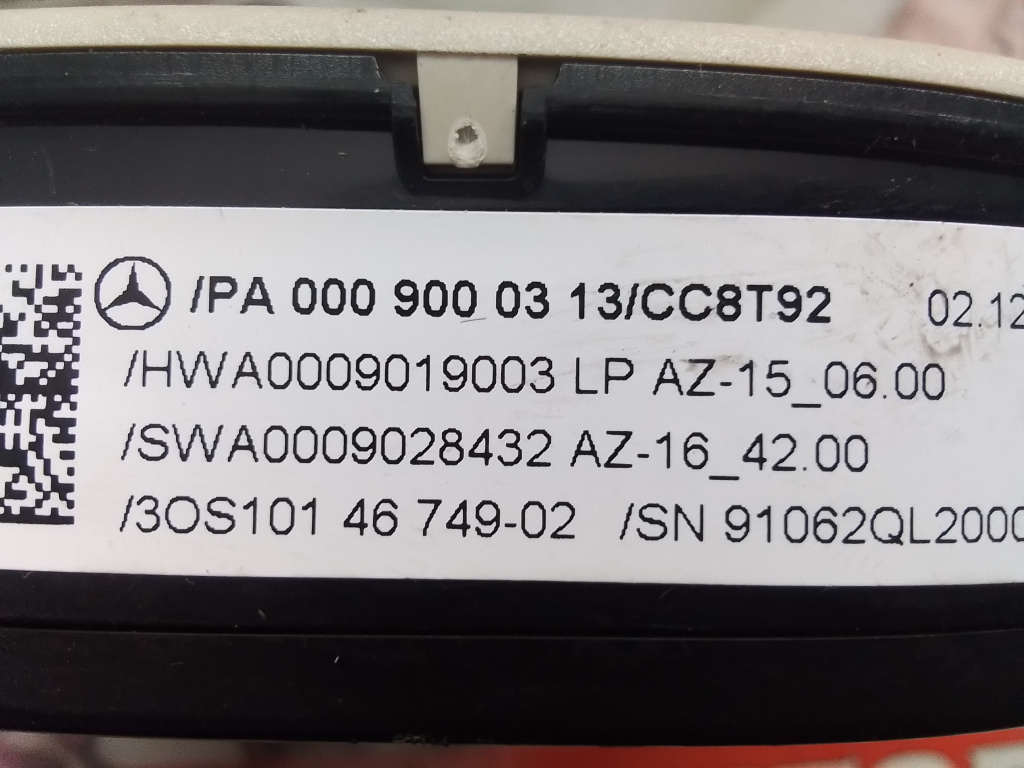 /PA 000 900 03 13/CC8T92 02.12
/HWA0009019003 LP AZ-15_06.00
/SWA0009028432 AZ-16_42.00
/3OS101 46 749-02 /SN 91062QL2000